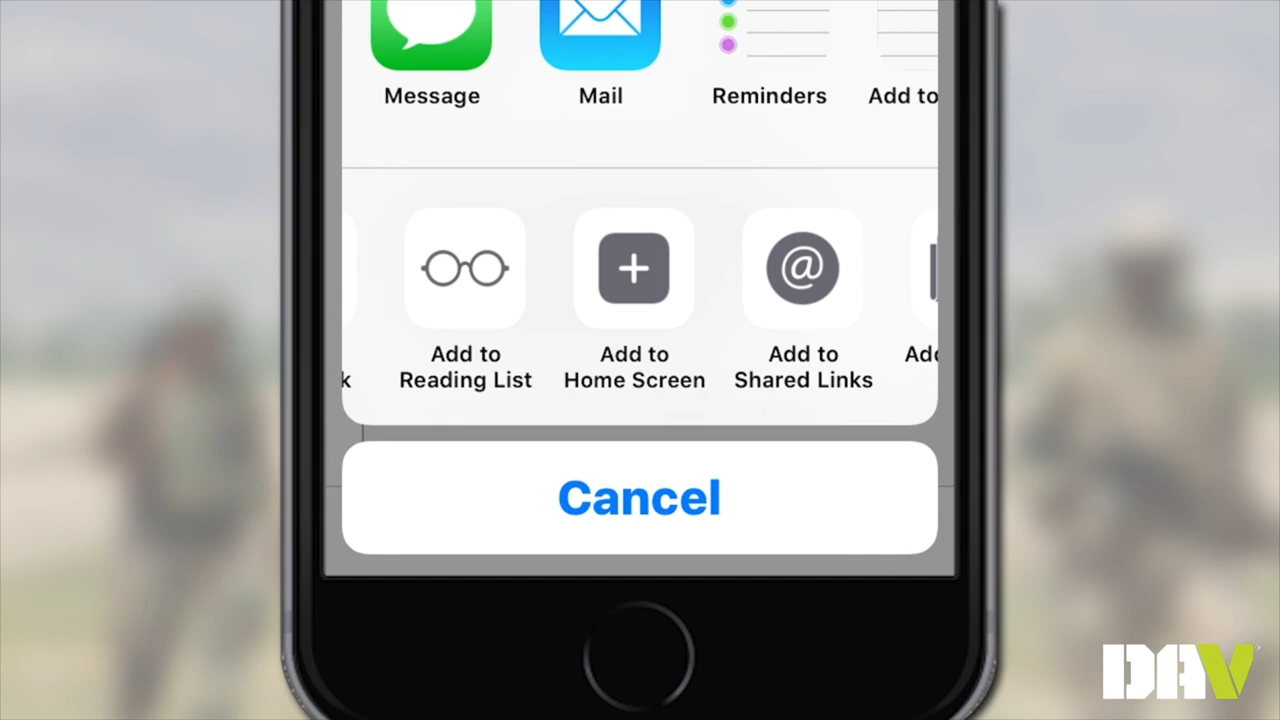 Message
Mail
Reminders
Add to
k
Add to
Reading List
Add to
Home Screen
Add to
Shared Links
Cancel
DAV